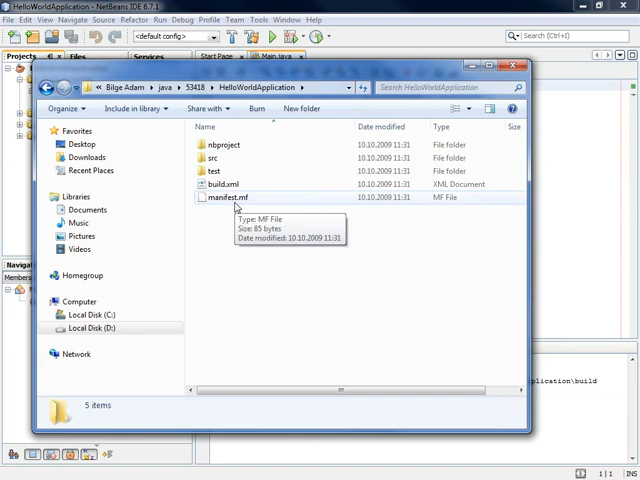 HelloWorldApplication - NetBeans IDE 6.7.1
File Edit View Navigate Source Refactor Run Debug Profile Team Tools Window Help
<default config>
Search (Ctrl+I)
Projects Files Services Start Page Main.java
Bilge Adam java 53418 HelloWorldApplication
Search HelloWorldApplication
Organize Include in library Share with Burn New folder
Name Date modified Type Size
Favorites
Desktop
Downloads
Recent Places
Libraries
Documents
Music
Pictures
Videos
Homegroup
Computer
Local Disk (C:)
Local Disk (D:)
Network
nbproject 10.10.2009 11:31 File folder
src 10.10.2009 11:31 File folder
test 10.10.2009 11:31 File folder
build.xml 10.10.2009 11:31 XML Document
manifest.mf 10.10.2009 11:31 MF File
Type: MF File
Size: 85 bytes
Date modified: 10.10.2009 11:31
5 items
Navigator
Members
plication\build
1 | 1 INS